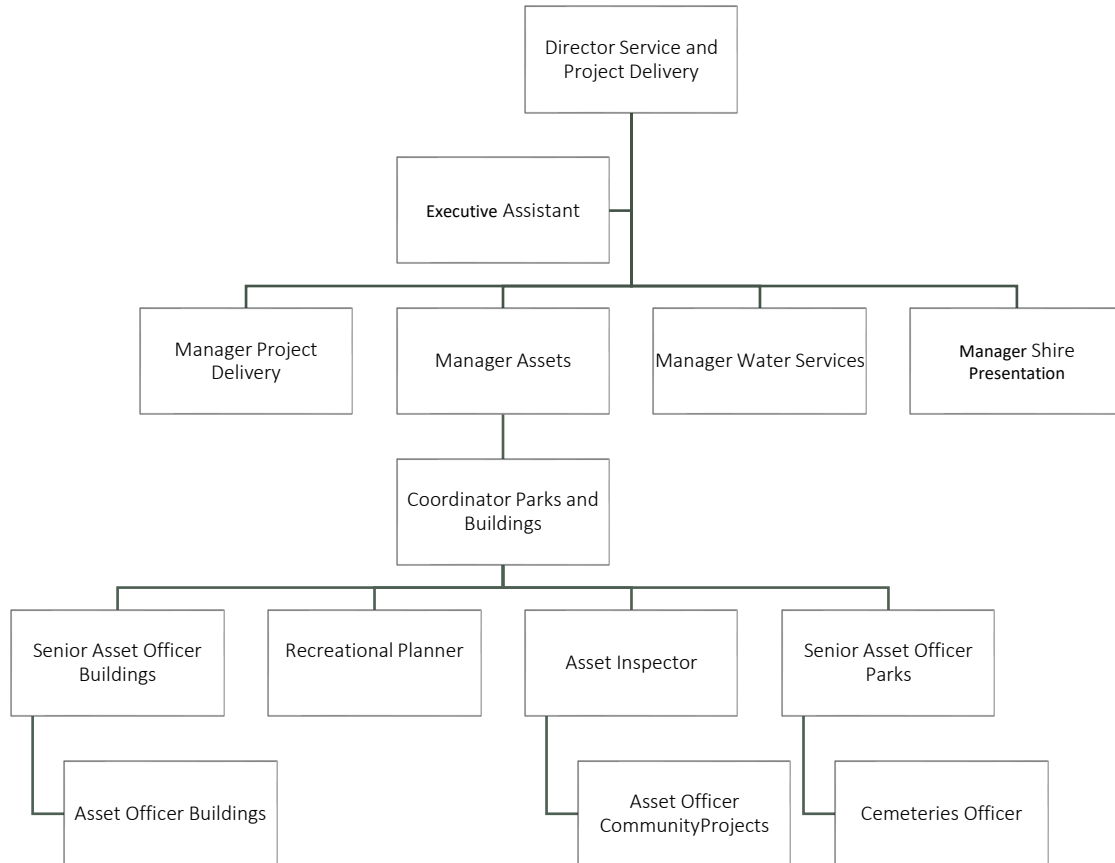 Director Service and
Project Delivery
Executive Assistant
Manager Project
Delivery
Manager Assets
Manager Water Services
Manager Shire
Presentation
Coordinator Parks and
Buildings
Senior Asset Officer
Buildings
Recreational Planner
Asset Inspector
Senior Asset Officer
Parks
Asset Officer Buildings
Asset Officer
CommunityProjects
Cemeteries Officer